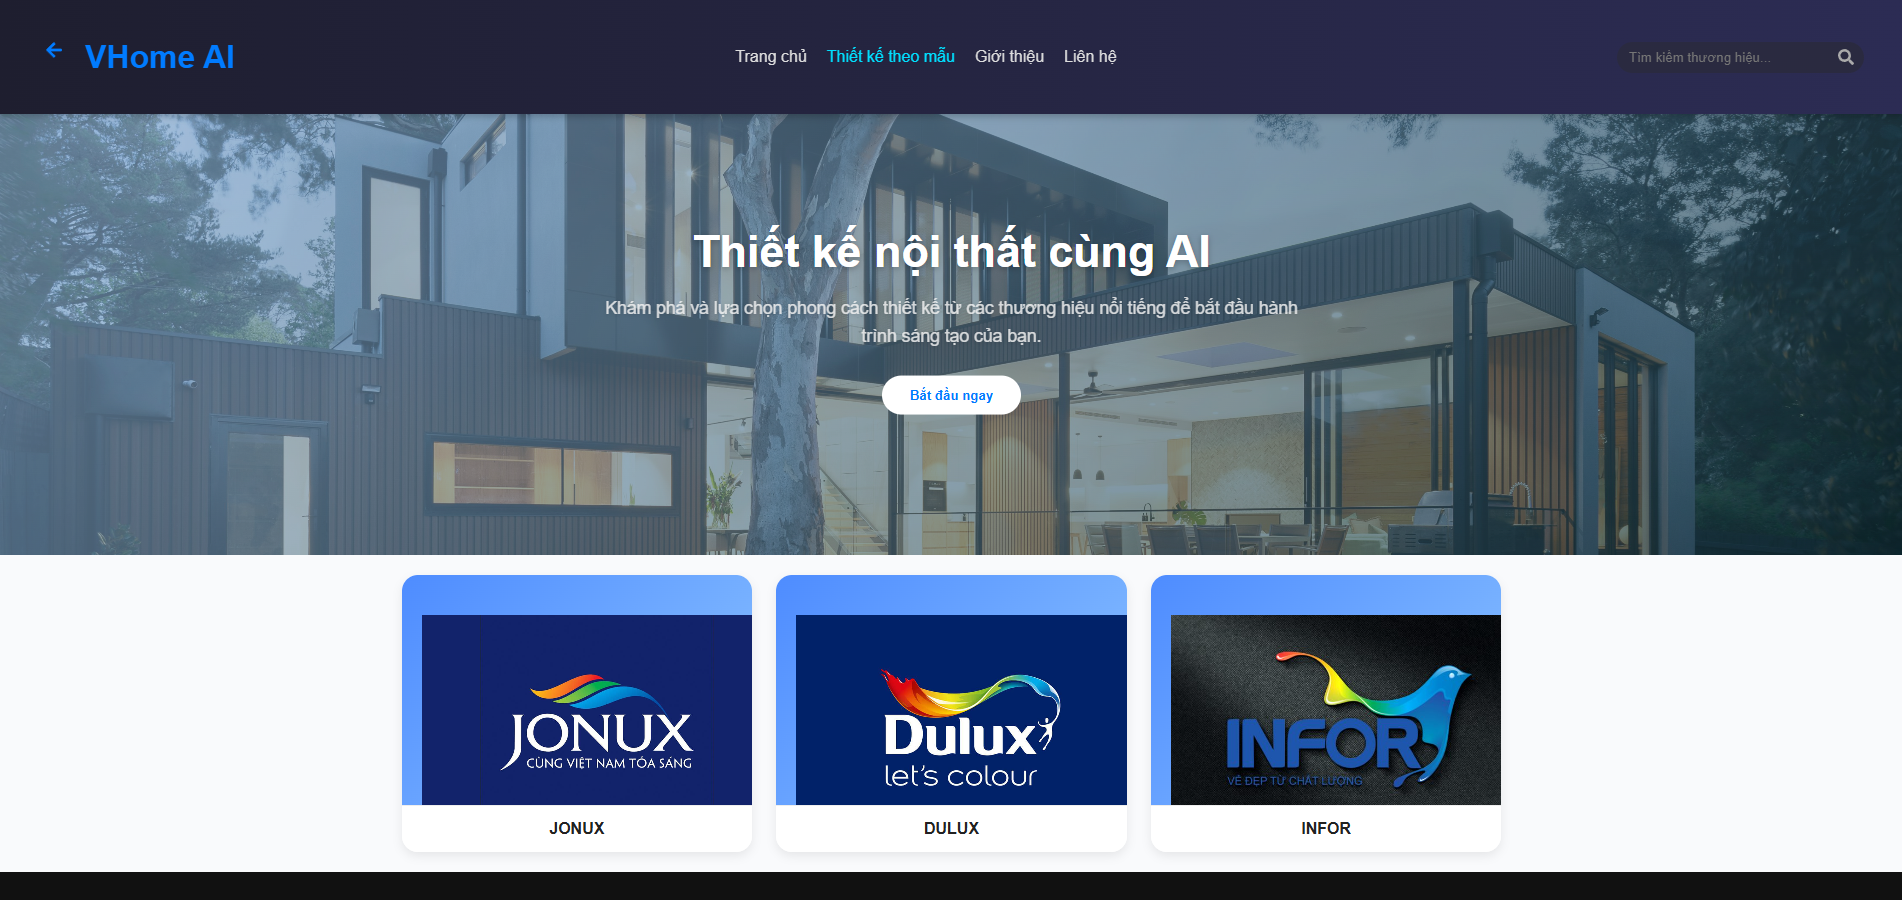 VHome AI
Trang chủ
Thiết kế theo mẫu
Giới thiệu
Liên hệ
Tìm kiếm thương hiệu...
Thiết kế nội thất cùng AI
Khám phá và lựa chọn phong cách thiết kế từ các thương hiệu nổi tiếng để bắt đầu hành
trình sáng tạo của bạn.
Bắt đầu ngay
JONUX
CÙNG VIỆT NAM TỎA SÁNG
Dulux
let's colour
INFOR
VẺ ĐẸP TỪ CHẤT LƯỢNG
JONUX
DULUX
INFOR